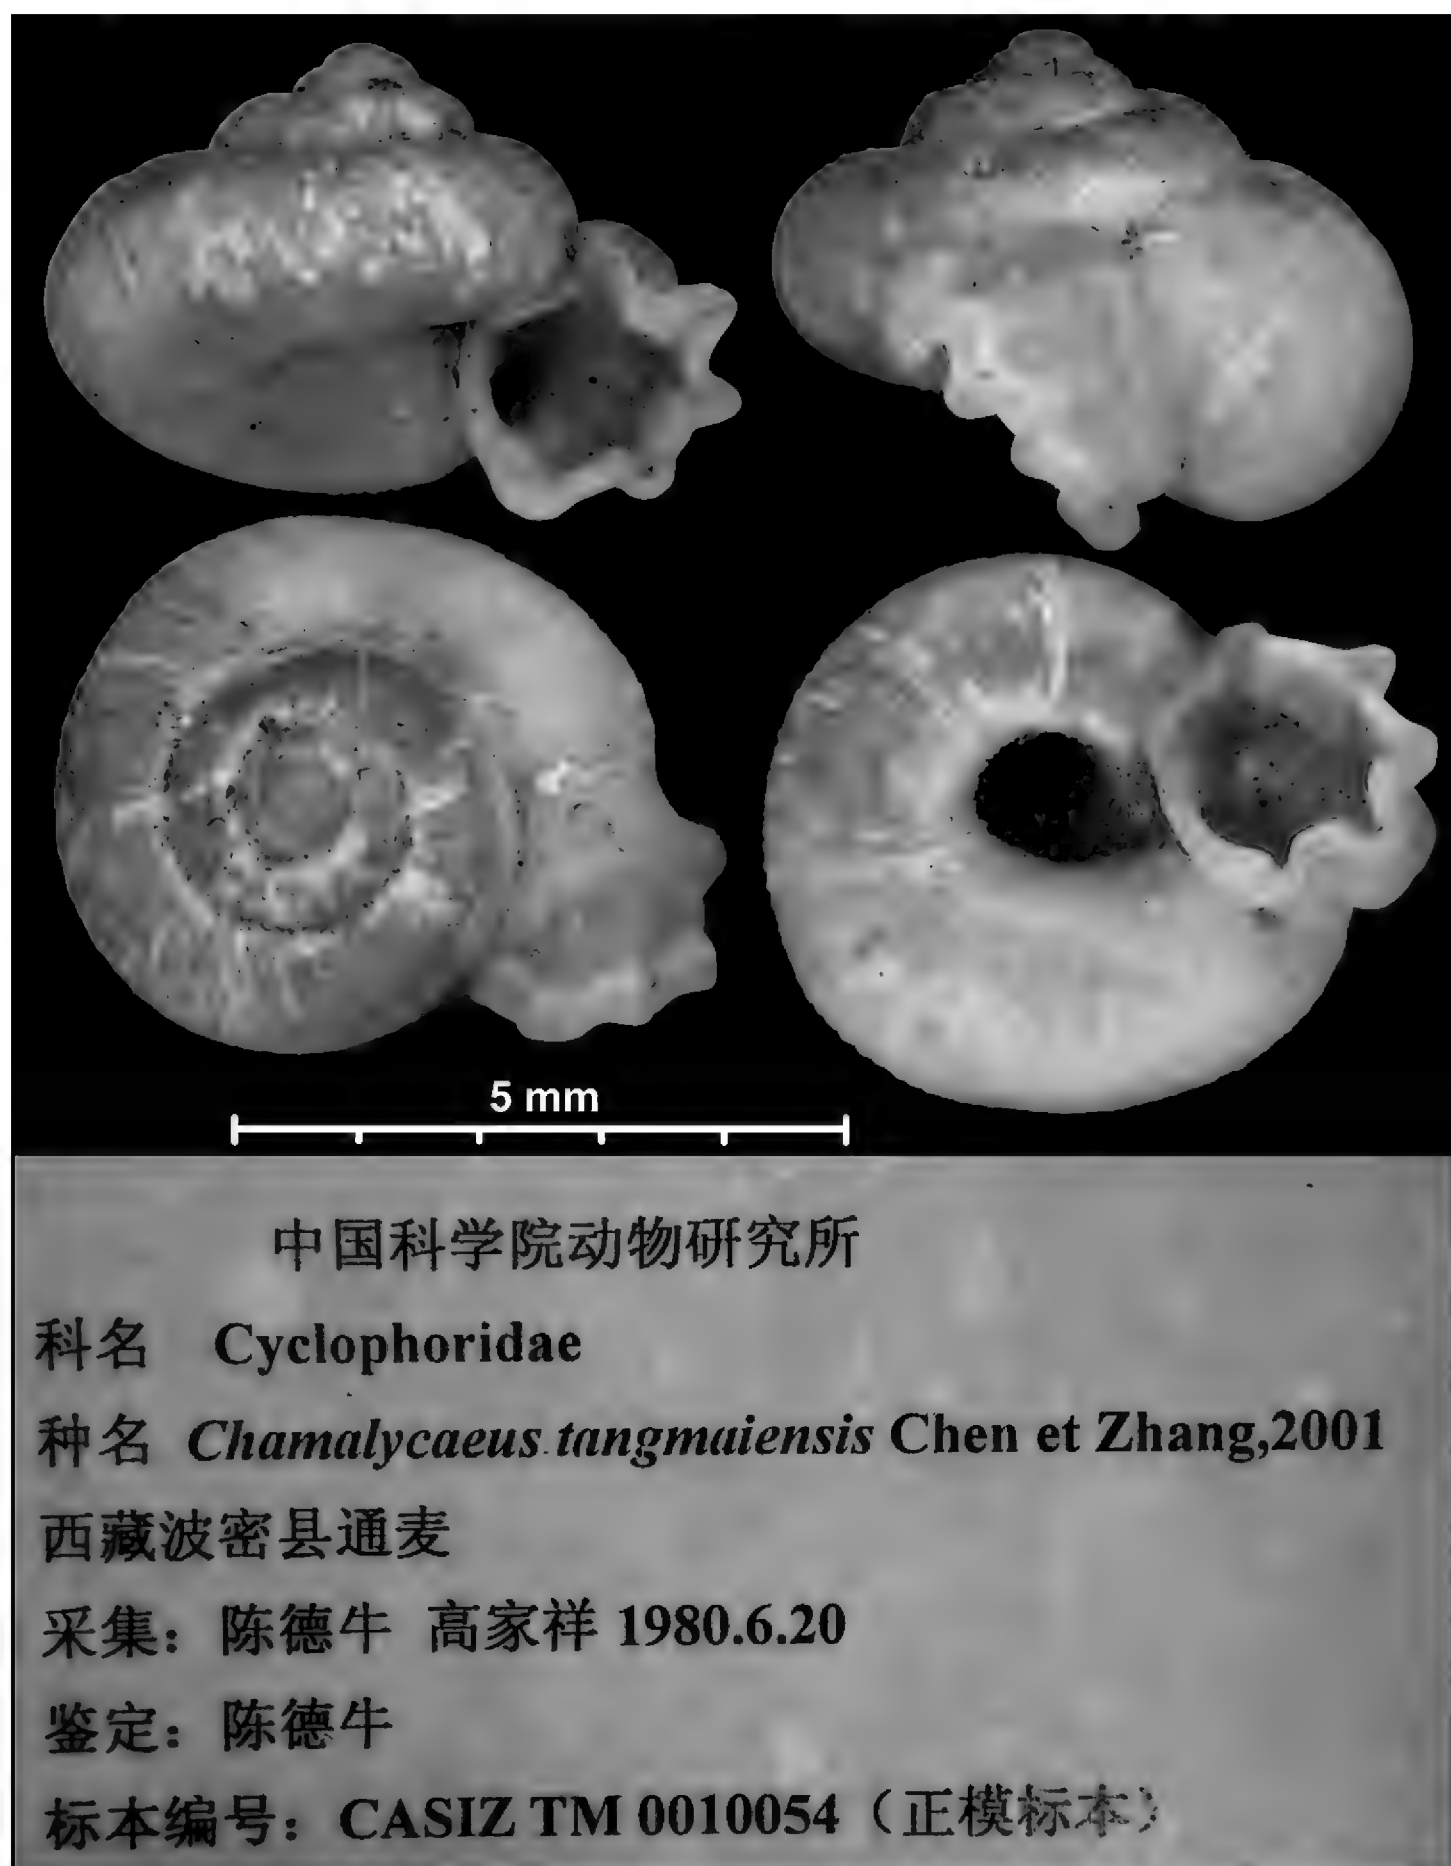 5 mm
中国科学院动物研究所
科名 Cyclophoridae
种名 Chamalycaeus tangmaiensis Chen et Zhang,2001
西藏波密县通麦
采集：陈德牛 高家祥 1980.6.20
鉴定：陈德牛
标本编号：CASIZ TM 0010054（正模标本）